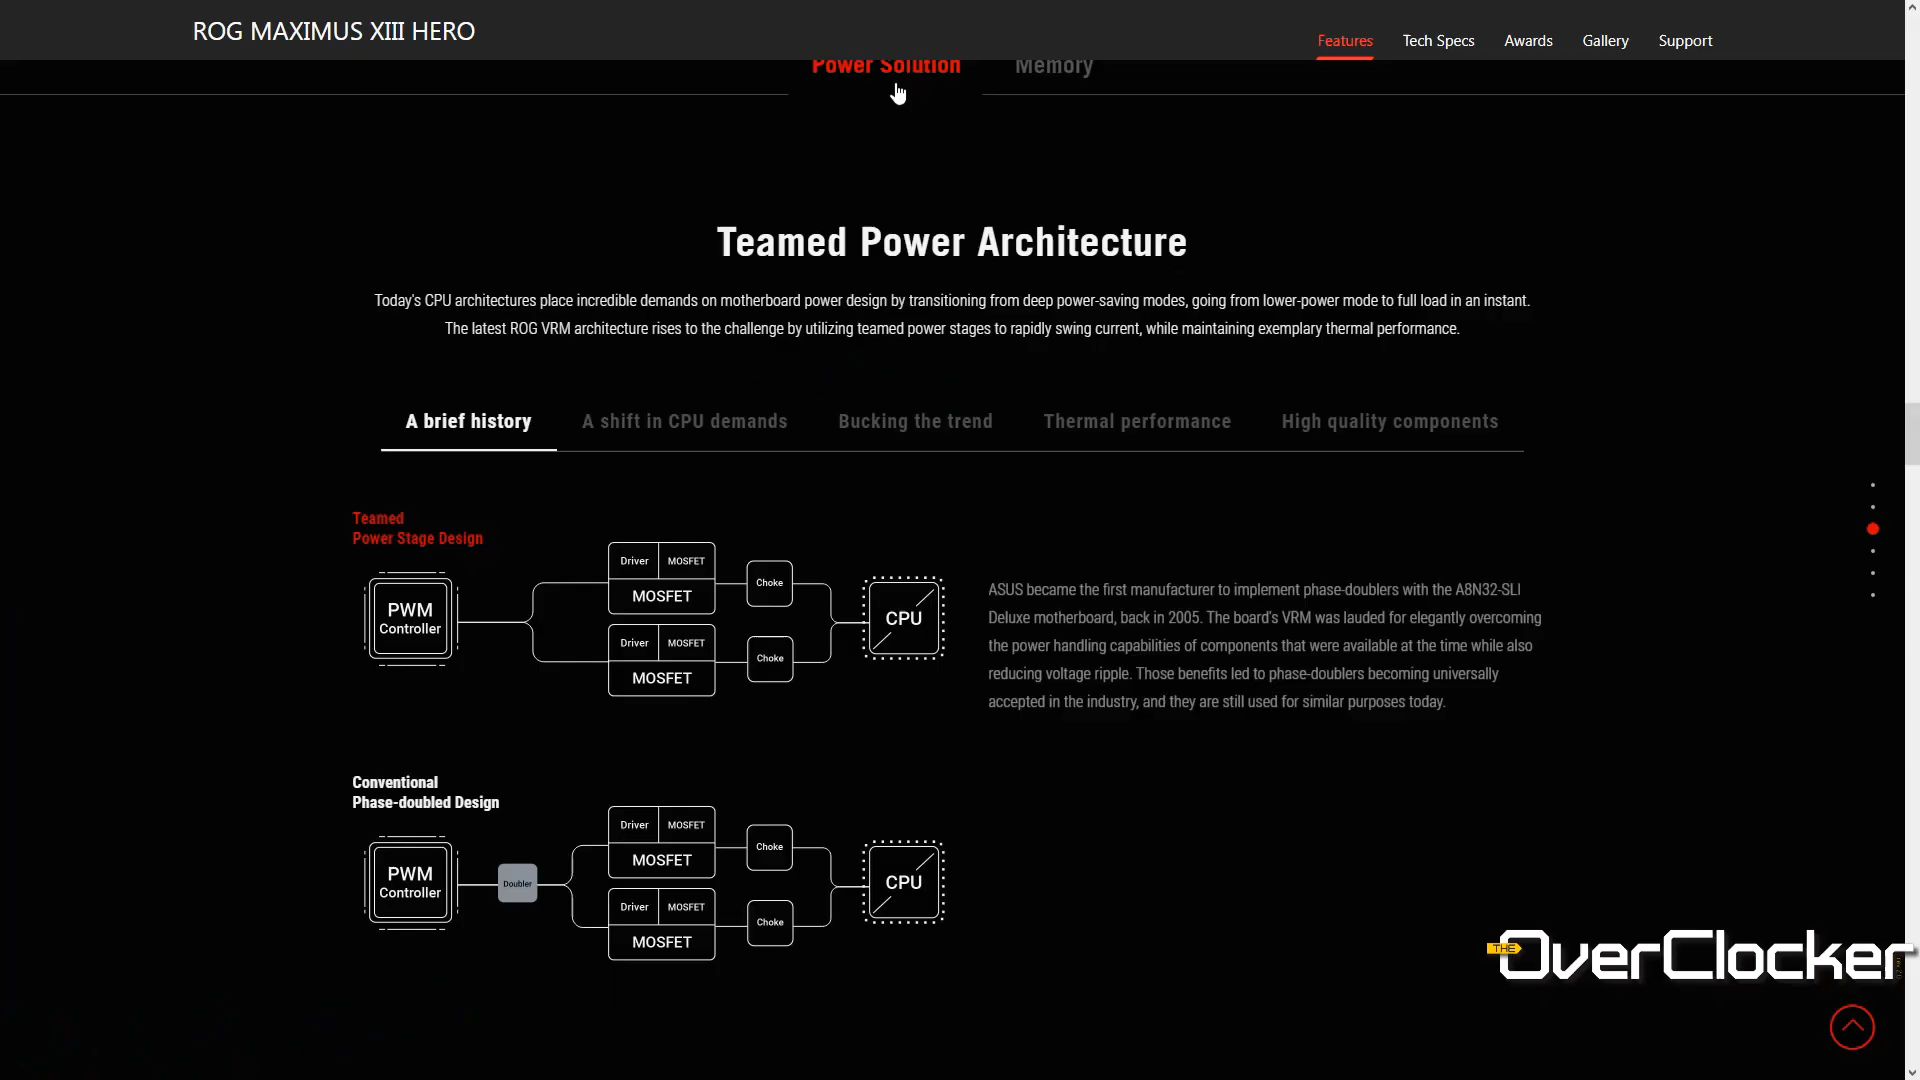 ROG MAXIMUS XIII HERO
Features
Tech Specs
Awards
Gallery
Support
Power Solution
Memory
Teamed Power Architecture
Today's CPU architectures place incredible demands on motherboard power design by transitioning from deep power-saving modes, going from lower-power mode to full load in an instant.
The latest ROG VRM architecture rises to the challenge by utilizing teamed power stages to rapidly swing current, while maintaining exemplary thermal performance.
A brief history
A shift in CPU demands
Bucking the trend
Thermal performance
High quality components
Teamed
Power Stage Design
PWM
Controller
Driver
MOSFET
MOSFET
Choke
Driver
MOSFET
MOSFET
Choke
CPU
ASUS became the first manufacturer to implement phase-doublers with the A8N32-SLI
Deluxe motherboard, back in 2005. The board's VRM was lauded for elegantly overcoming
the power handling capabilities of components that were available at the time while also
reducing voltage ripple. Those benefits led to phase-doublers becoming universally
accepted in the industry, and they are still used for similar purposes today.
Conventional
Phase-doubled Design
PWM
Controller
Doubler
Driver
MOSFET
MOSFET
Choke
Driver
MOSFET
MOSFET
Choke
CPU
THE
OverClocker